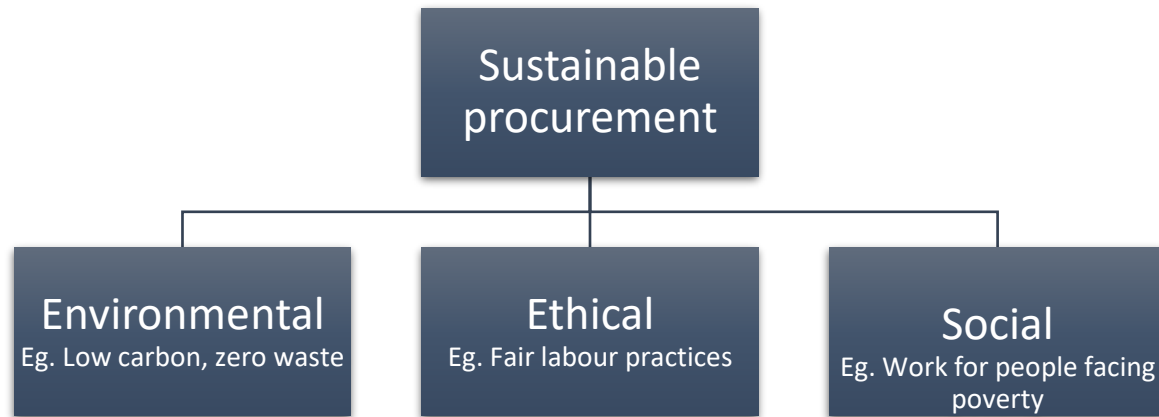 Sustainable
procurement
Environmental
Eg. Low carbon, zero waste
Ethical
Eg. Fair labour practices
Social
Eg. Work for people facing
poverty